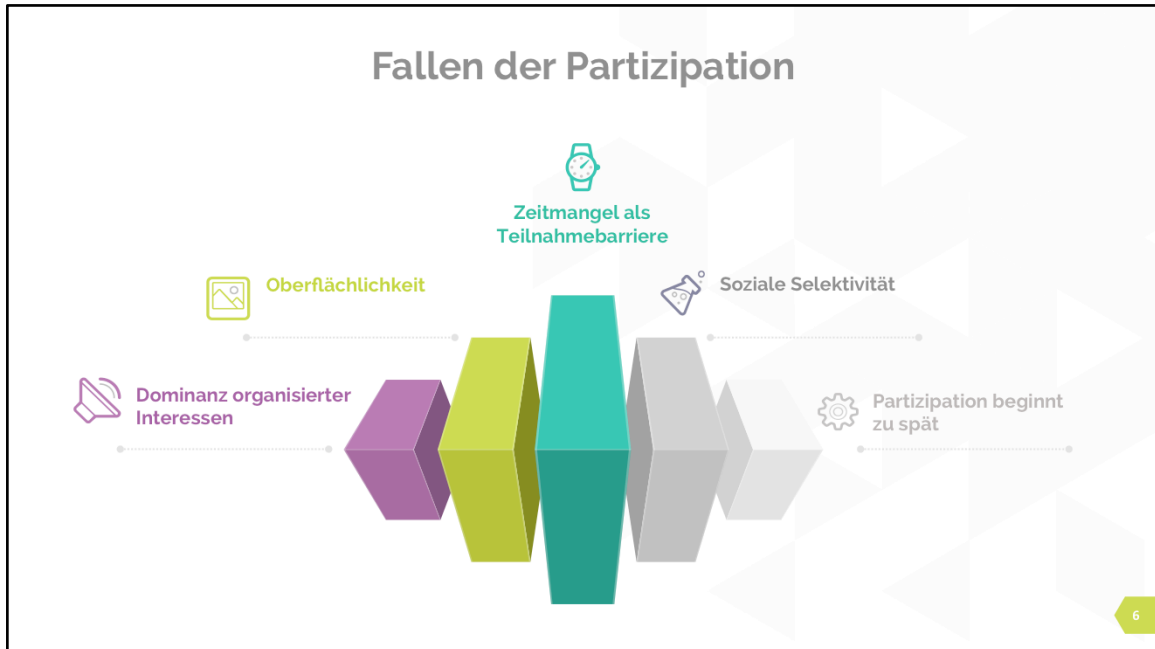 Fallen der Partizipation
Zeitmangel als
Teilnahmebarriere
Oberflächlichkeit
Soziale Selektivität
Dominanz organisierter
Interessen
Partizipation beginnt
zu spät
6